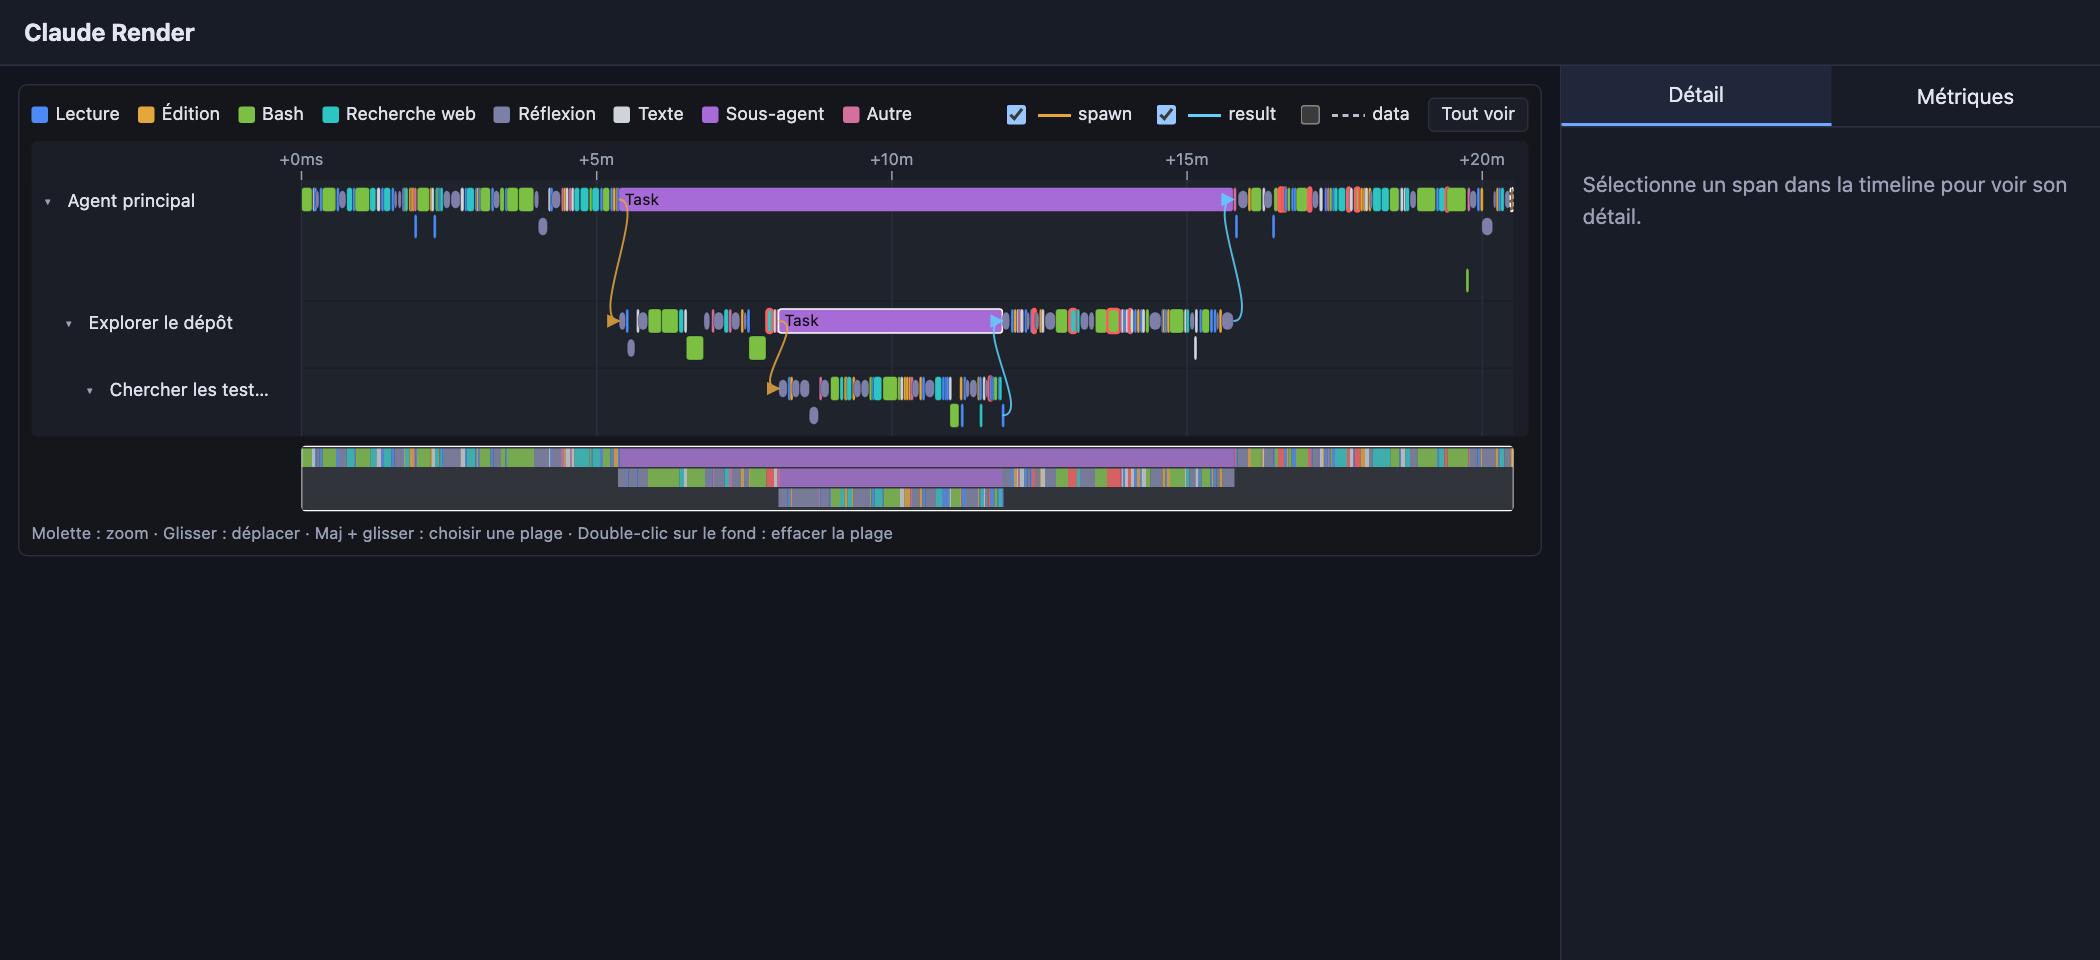 Claude Render
Détail
Métriques
Lecture
Édition
Bash
Recherche web
Réflexion
Texte
Sous-agent
Autre
spawn
result
data
Tout voir
+0ms
+5m
+10m
+15m
+20m
Agent principal
Task
Explorer le dépôt
Task
Chercher les test...
Molette : zoom · Glisser : déplacer · Maj + glisser : choisir une plage · Double-clic sur le fond : effacer la plage
Sélectionne un span dans la timeline pour voir son
détail.